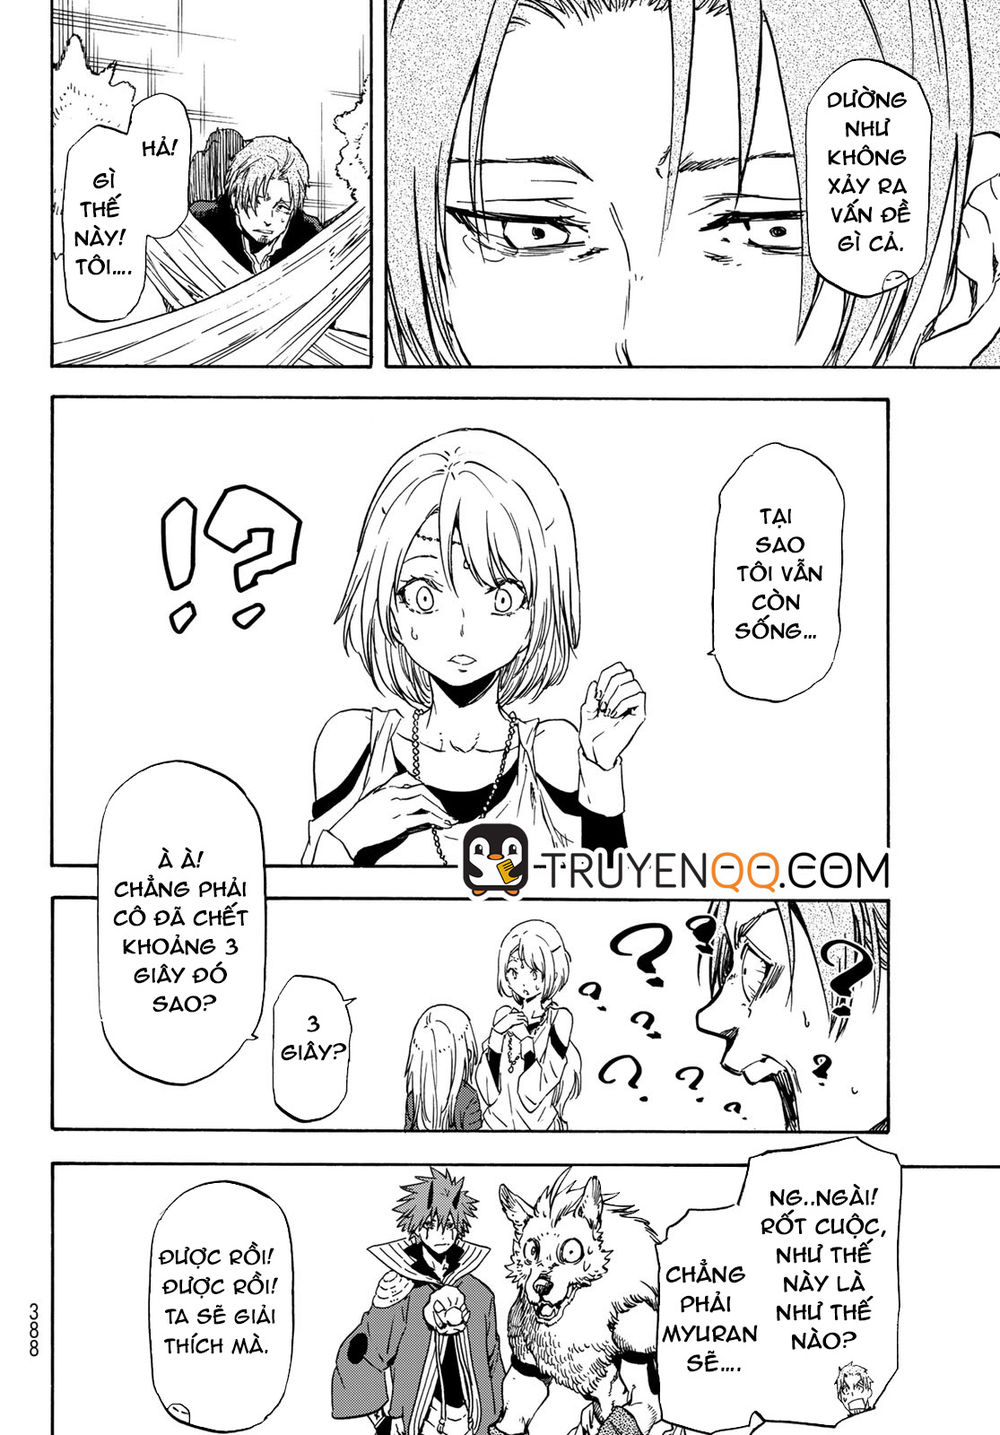 DƯỜNG
NHƯ
KHÔNG
XẢY RA
VẤN ĐỀ
GÌ CẢ.
HẢ!
GÌ
THẾ
NÀY!
TÔI....
!?
TẠI
SAO
TÔI VẪN
CÒN
SỐNG...
-TRUYENQQ.COM
À À!
CHẲNG PHẢI
CÔ ĐÃ CHẾT
KHOẢNG 3
GIÂY ĐÓ
SAO?
3
GIÂY?
? ? ? ? ? ? ? ?
NG..NGÀI!
RỐT CUỘC,
NHƯ THẾ
NÀY LÀ
NHƯ THẾ
NÀO?
CHẲNG
PHẢI
MYURAN
SẼ....
ĐƯỢC RỒI!
ĐƯỢC RỒI!
TA SẼ GIẢI
THÍCH MÀ.
388